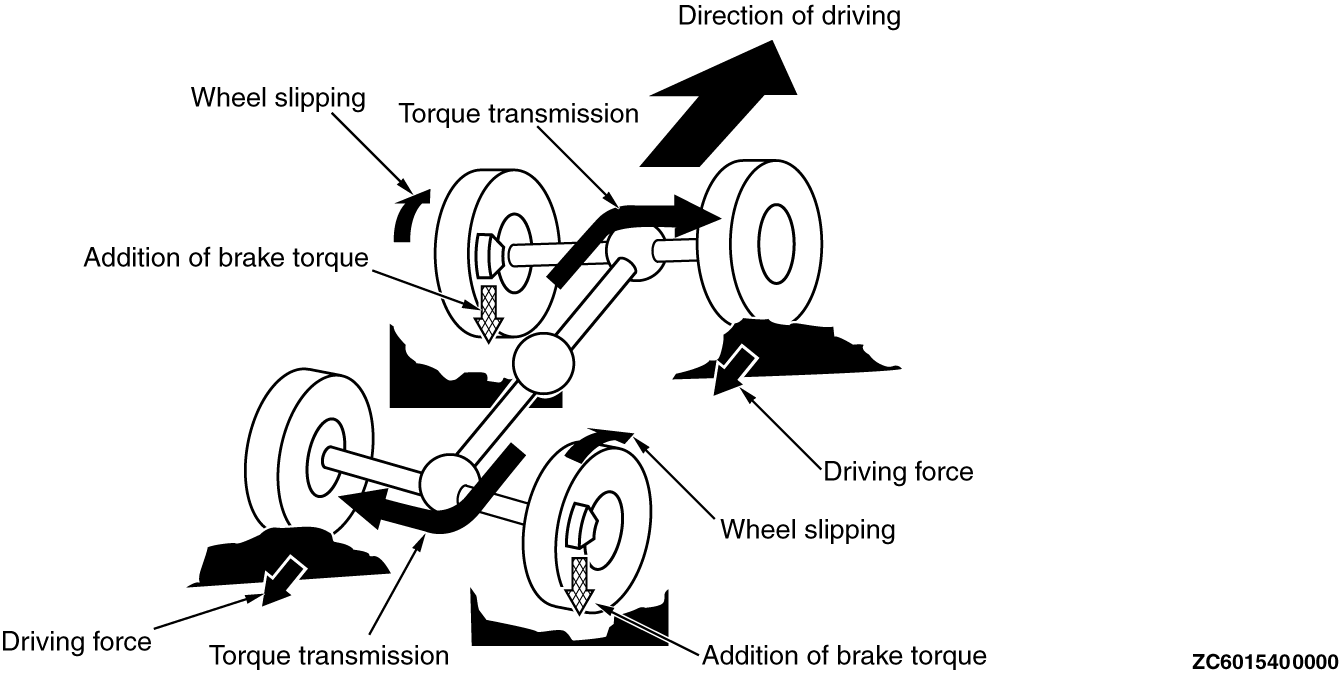 Direction of driving
Wheel slipping
Torque transmission
Addition of brake torque
Driving force
Wheel slipping
Driving force
Torque transmission
Addition of brake torque
ZC6015400000